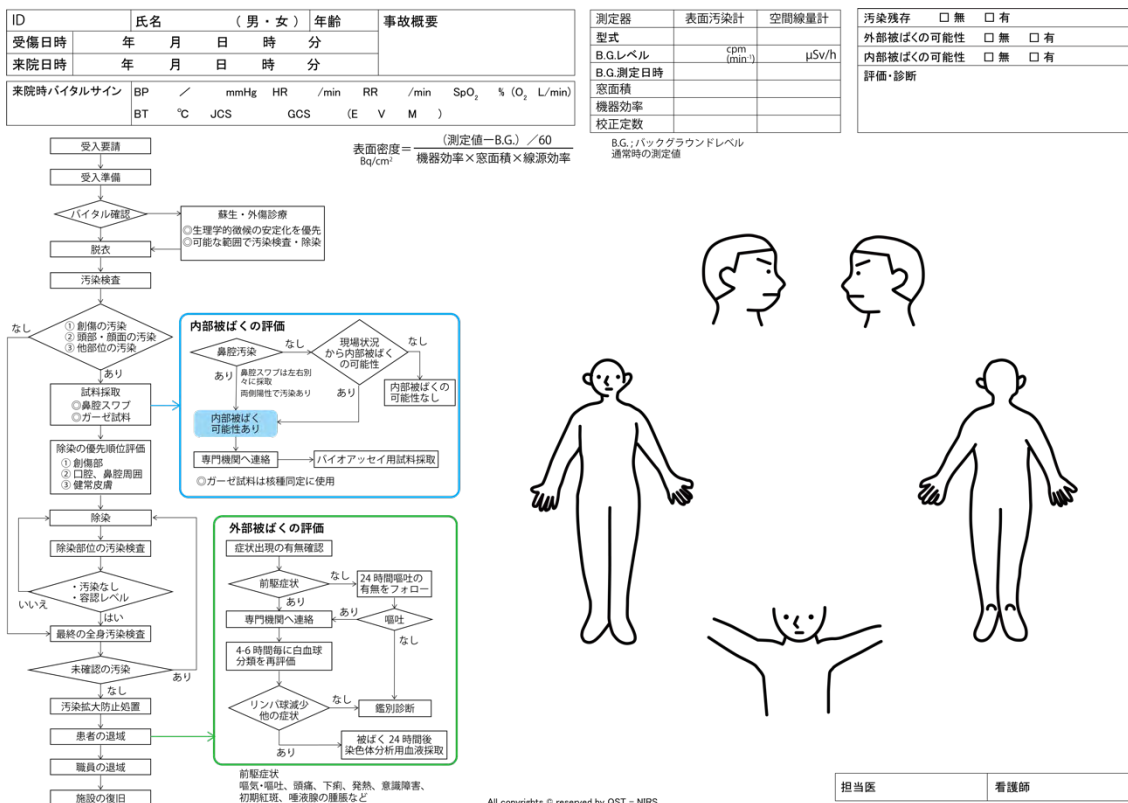 ID 氏名 (男・女) 年齢 事故概要
受傷日時 年 月 日 時 分
来院日時 年 月 日 時 分
来院時バイタルサイン BP / mmHg HR /min RR /min SpO₂ % (O₂ L/min)
BT ℃ JCS GCS (E V M )
測定器 表面汚染計 空間線量計
型式
B.G.レベル cpm (min⁻¹) μSv/h
B.G.測定日時
窓面積
機器効率
校正定数
B.G.; バックグラウンドレベル
通常時の測定値
汚染残存 □ 無 □ 有
外部被ばくの可能性 □ 無 □ 有
内部被ばくの可能性 □ 無 □ 有
評価・診断
表面密度=
Bq/cm²
(測定値ーB.G.)/60
機器効率×窓面積×線源効率
受入要請
受入準備
バイタル確認
蘇生・外傷診療
◎生理学的徴候の安定化を優先
◎可能な範囲で汚染検査・除染
脱衣
汚染検査
なし
① 創傷の汚染
② 頭部・顔面の汚染
③ 他部位の汚染
あり
試料採取
◎鼻腔スワブ
◎ガーゼ試料
除染の優先順位評価
① 創傷部
② 口腔、鼻腔周囲
③ 健常皮膚
除染
除染部位の汚染検査
・汚染なし
・容認レベル
いいえ
はい
最終の全身汚染検査
未確認の汚染
あり
なし
汚染拡大防止処置
患者の退域
職員の退域
施設の復旧
内部被ばくの評価
鼻腔汚染
なし
現場状況
から内部被ばく
の可能性
なし
あり
鼻腔スワブは左右別
々に採取
両側陽性で汚染あり
あり
内部被ばくの
可能性なし
内部被ばく
可能性あり
専門機関へ連絡
バイオアッセイ用試料採取
◎ガーゼ試料は核種同定に使用
外部被ばくの評価
症状出現の有無確認
前駆症状
なし
24 時間嘔吐の
有無をフォロー
あり
専門機関へ連絡
あり
嘔吐
なし
4-6 時間毎に白血球
分類を再評価
リンパ球減少
他の症状
なし
鑑別診断
あり
被ばく 24 時間後
染色体分析用血液採取
前駆症状
嘔気・嘔吐、頭痛、下痢、発熱、意識障害、
初期紅斑、唾液腺の腫脹など
All copyrights © reserved by QST – NIRS
担当医 看護師